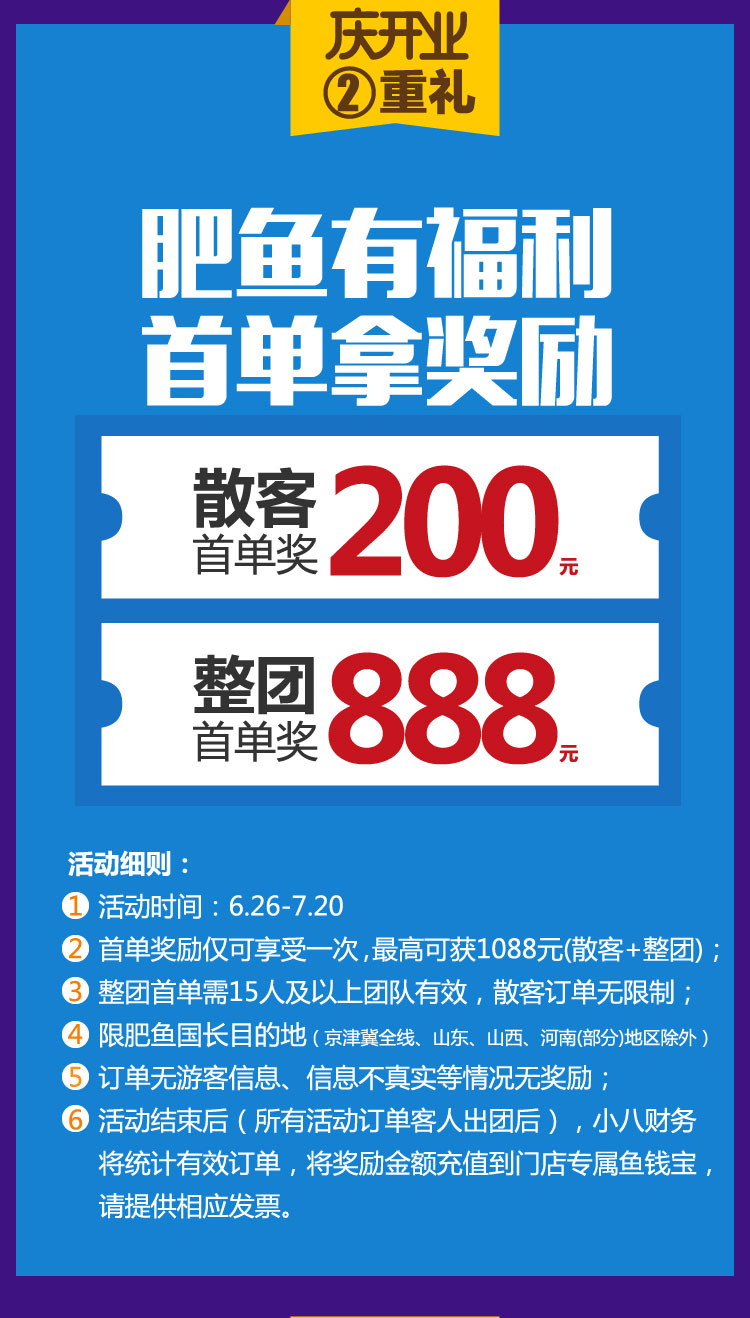 庆开业
②重礼
肥鱼有福利
首单拿奖励
散客
首单奖
200元
整团
首单奖
888元
活动细则：
① 活动时间：6.26-7.20
② 首单奖励仅可享受一次,最高可获1088元(散客+整团)；
③ 整团首单需15人及以上团队有效，散客订单无限制；
④ 限肥鱼国长目的地（京津冀全线、山东、山西、河南(部分)地区除外）
⑤ 订单无游客信息、信息不真实等情况无奖励；
⑥ 活动结束后（所有活动订单客人出团后），小八财务
将统计有效订单，将奖励金额充值到门店专属鱼钱宝，
请提供相应发票。